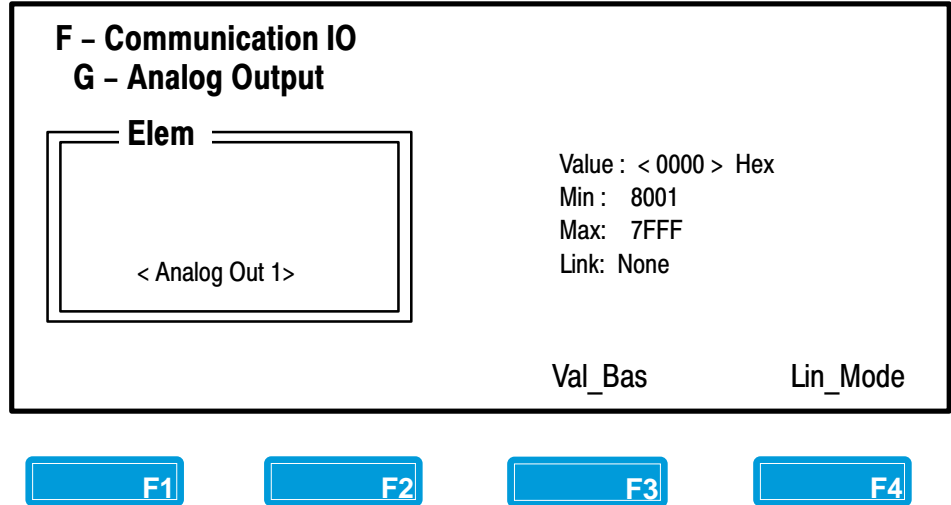 F – Communication IO
G – Analog Output
Elem
< Analog Out 1>
Value : < 0000 > Hex
Min : 8001
Max: 7FFF
Link: None
Val_Bas Lin_Mode
F1 F2 F3 F4